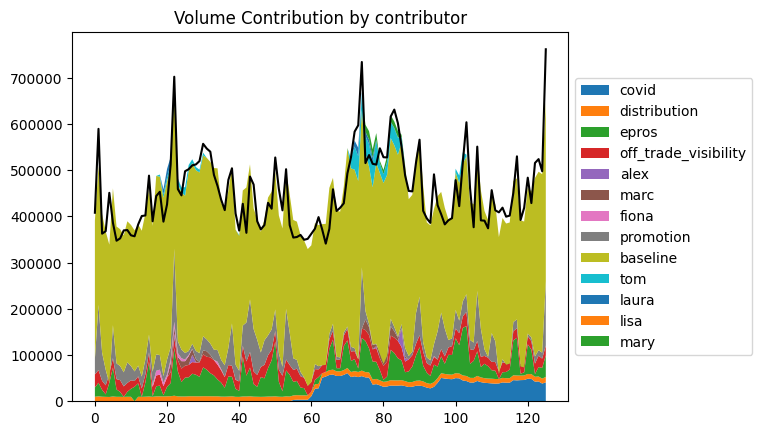 Volume Contribution by contributor
700000
600000
500000
400000
300000
200000
100000
0
0 20 40 60 80 100 120
covid
distribution
epros
off_trade_visibility
alex
marc
fiona
promotion
baseline
tom
laura
lisa
mary